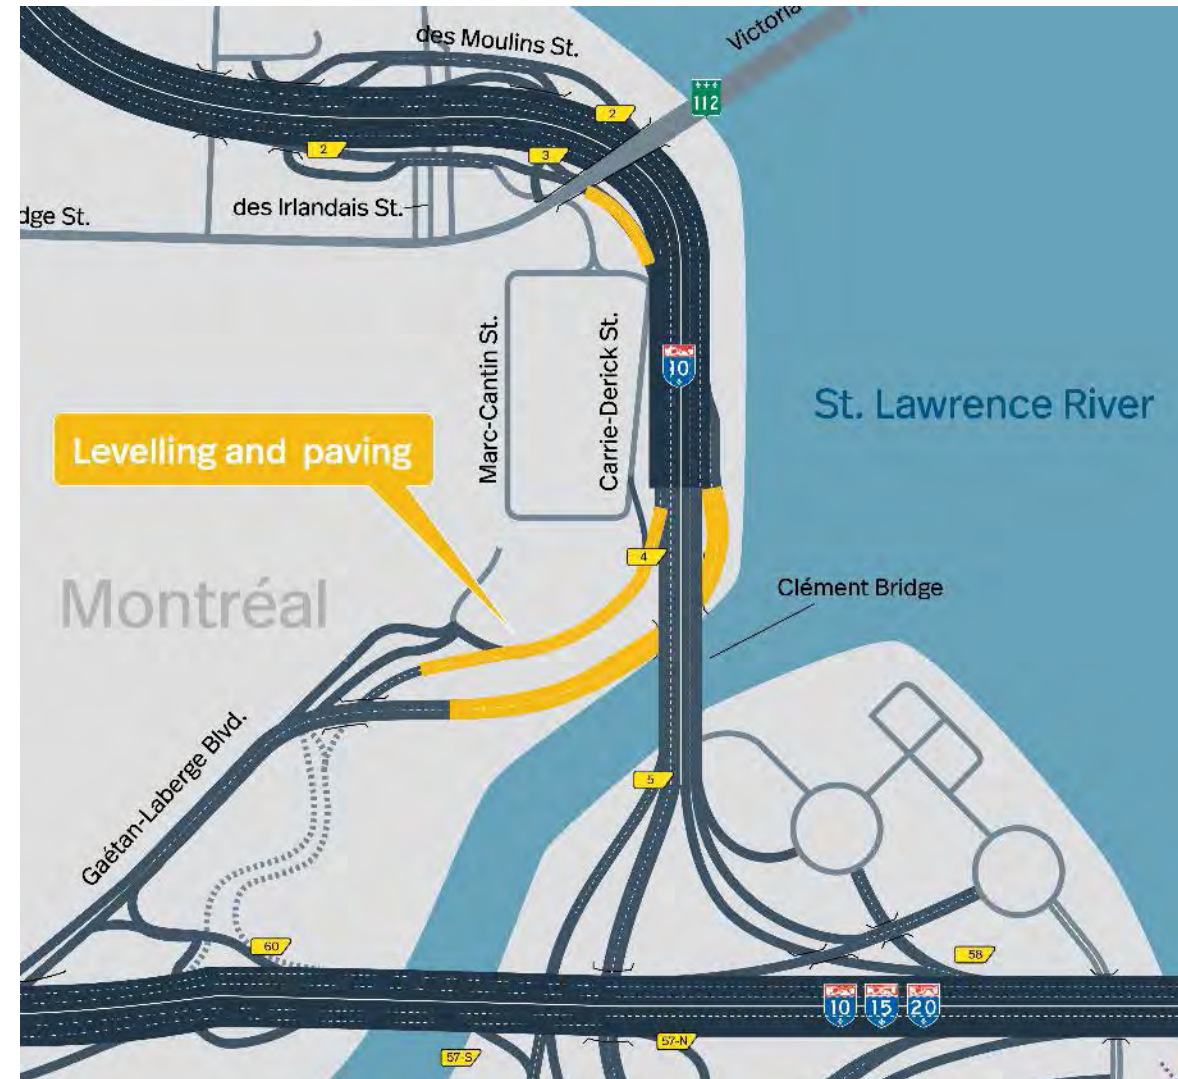 Victoria
des Moulins St.
112
2
2
3
des Irlandais St.
dge St.
Marc-Cantin St.
Carrie-Derick St.
10
St. Lawrence River
Levelling and paving
4
Montréal
Clément Bridge
Gaétan-Laberge Blvd.
5
60
58
10 15 20
57-S
57-N